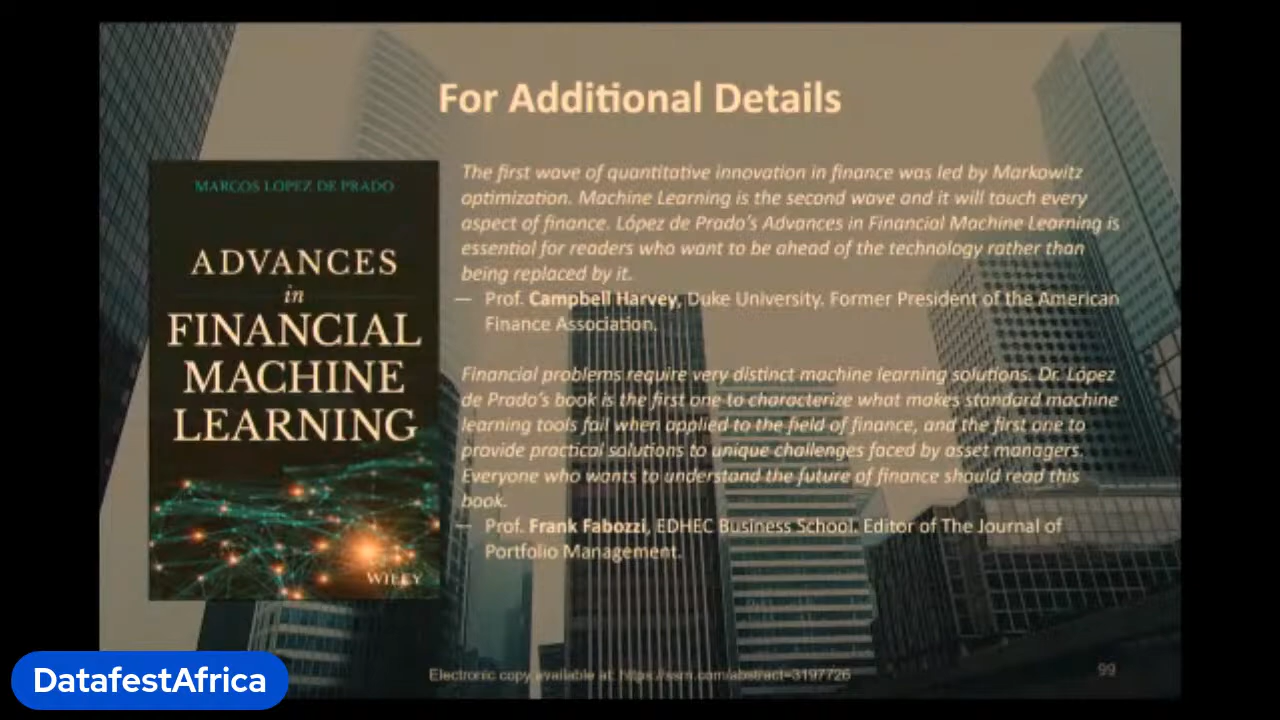 For Additional Details
MARCOS LOPEZ DE PRADO
ADVANCES
in
FINANCIAL
MACHINE
LEARNING
WILEY
The first wave of quantitative innovation in finance was led by Markowitz
optimization. Machine Learning is the second wave and it will touch every
aspect of finance. López de Prado's Advances in Financial Machine Learning is
essential for readers who want to be ahead of the technology rather than
being replaced by it.
— Prof. Campbell Harvey, Duke University. Former President of the American
Finance Association.
Financial problems require very distinct machine learning solutions. Dr. López
de Prado's book is the first one to characterize what makes standard machine
learning tools fail when applied to the field of finance, and the first one to
provide practical solutions to unique challenges faced by asset managers.
Everyone who wants to understand the future of finance should read this
book.
— Prof. Frank Fabozzi, EDHEC Business School. Editor of The Journal of
Portfolio Management.
Electronic copy available at: https://ssrn.com/abstract=3197726
99
DatafestAfrica